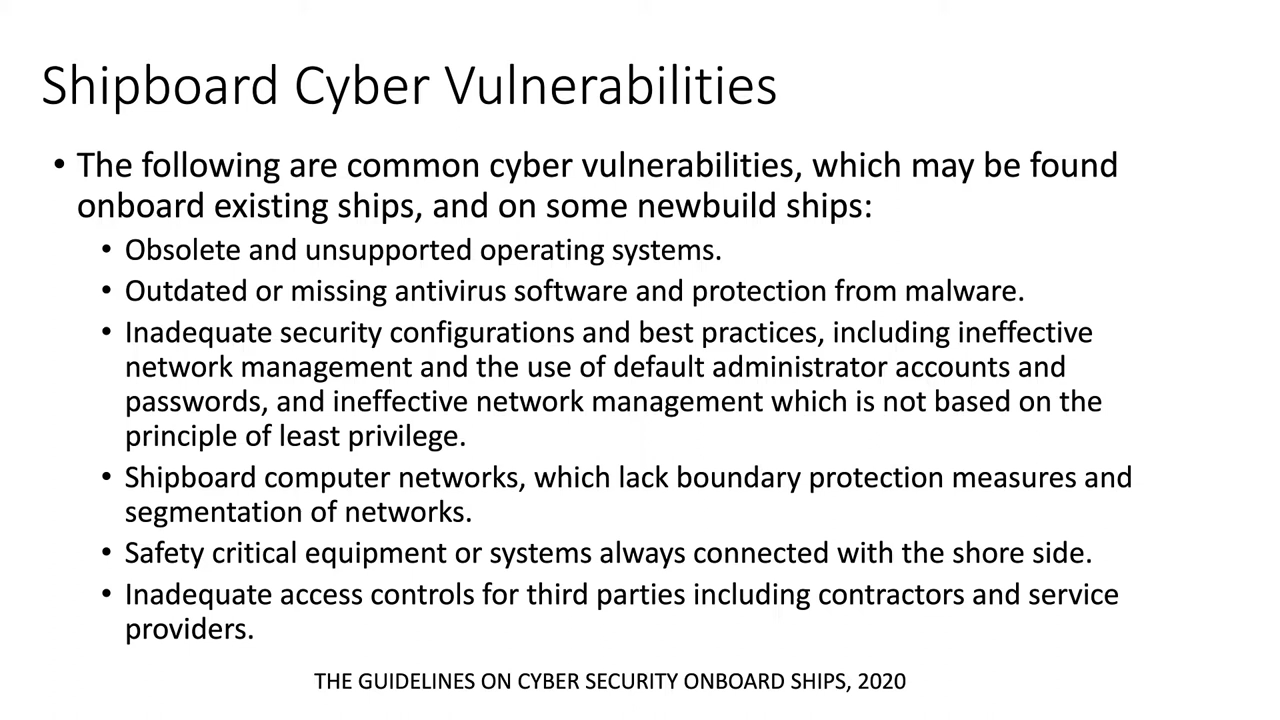 Shipboard Cyber Vulnerabilities
• The following are common cyber vulnerabilities, which may be found
onboard existing ships, and on some newbuild ships:
• Obsolete and unsupported operating systems.
• Outdated or missing antivirus software and protection from malware.
• Inadequate security configurations and best practices, including ineffective
network management and the use of default administrator accounts and
passwords, and ineffective network management which is not based on the
principle of least privilege.
• Shipboard computer networks, which lack boundary protection measures and
segmentation of networks.
• Safety critical equipment or systems always connected with the shore side.
• Inadequate access controls for third parties including contractors and service
providers.
THE GUIDELINES ON CYBER SECURITY ONBOARD SHIPS, 2020